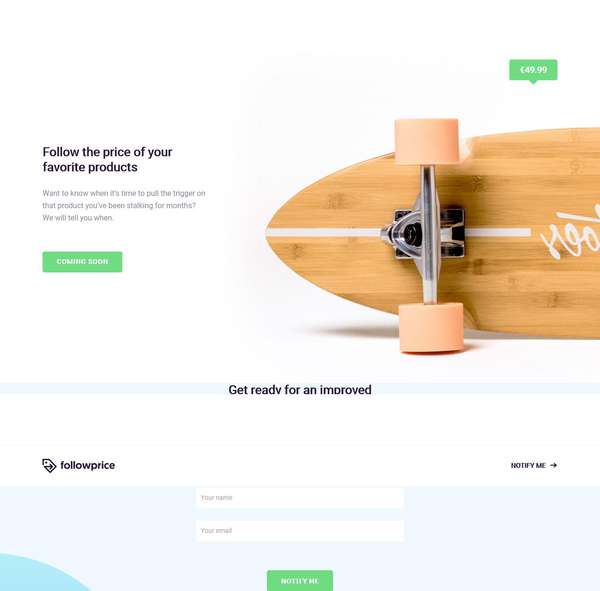 €49.99
Follow the price of your
favorite products
Want to know when it's time to pull the trigger on
that product you've been stalking for months?
We will tell you when.
COMING SOON
Get ready for an improved
followprice
NOTIFY ME →
Your name
Your email
NOTIFY ME